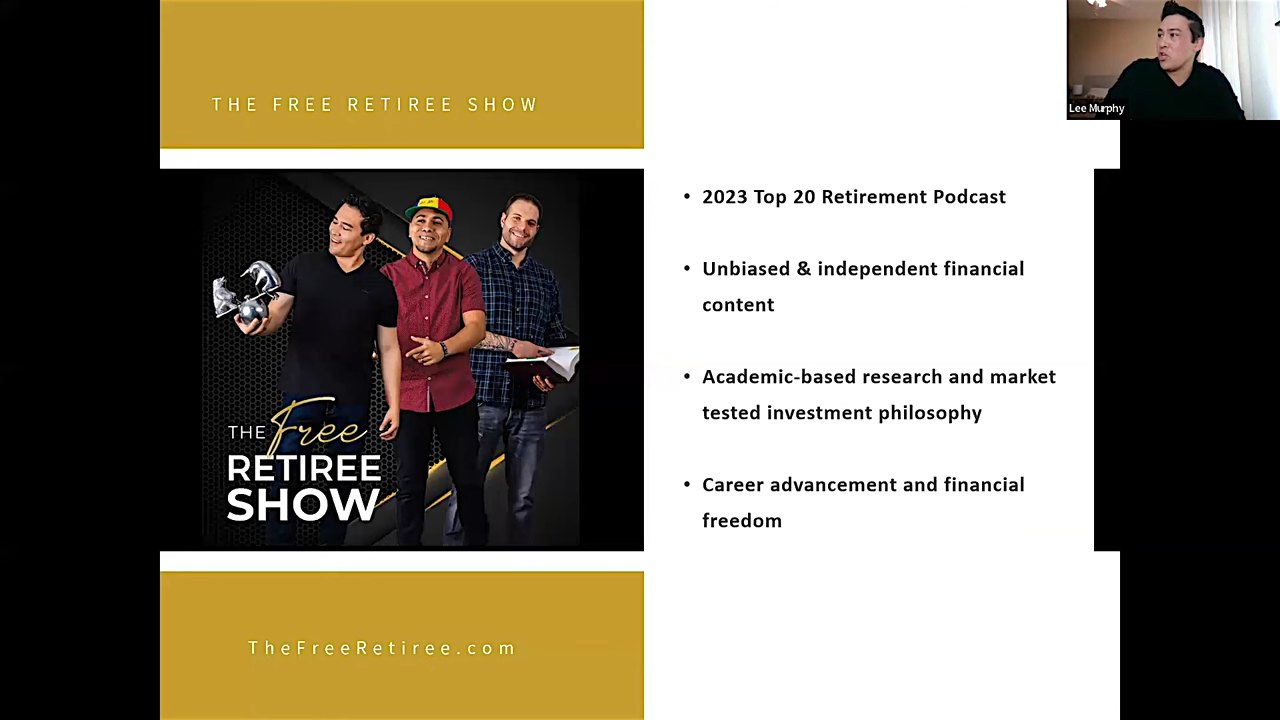 THE FREE RETIREE SHOW
Lee Murphy
THE Free
RETIREE
SHOW
• 2023 Top 20 Retirement Podcast
• Unbiased & independent financial
content
• Academic-based research and market
tested investment philosophy
• Career advancement and financial
freedom
TheFreeRetiree.com